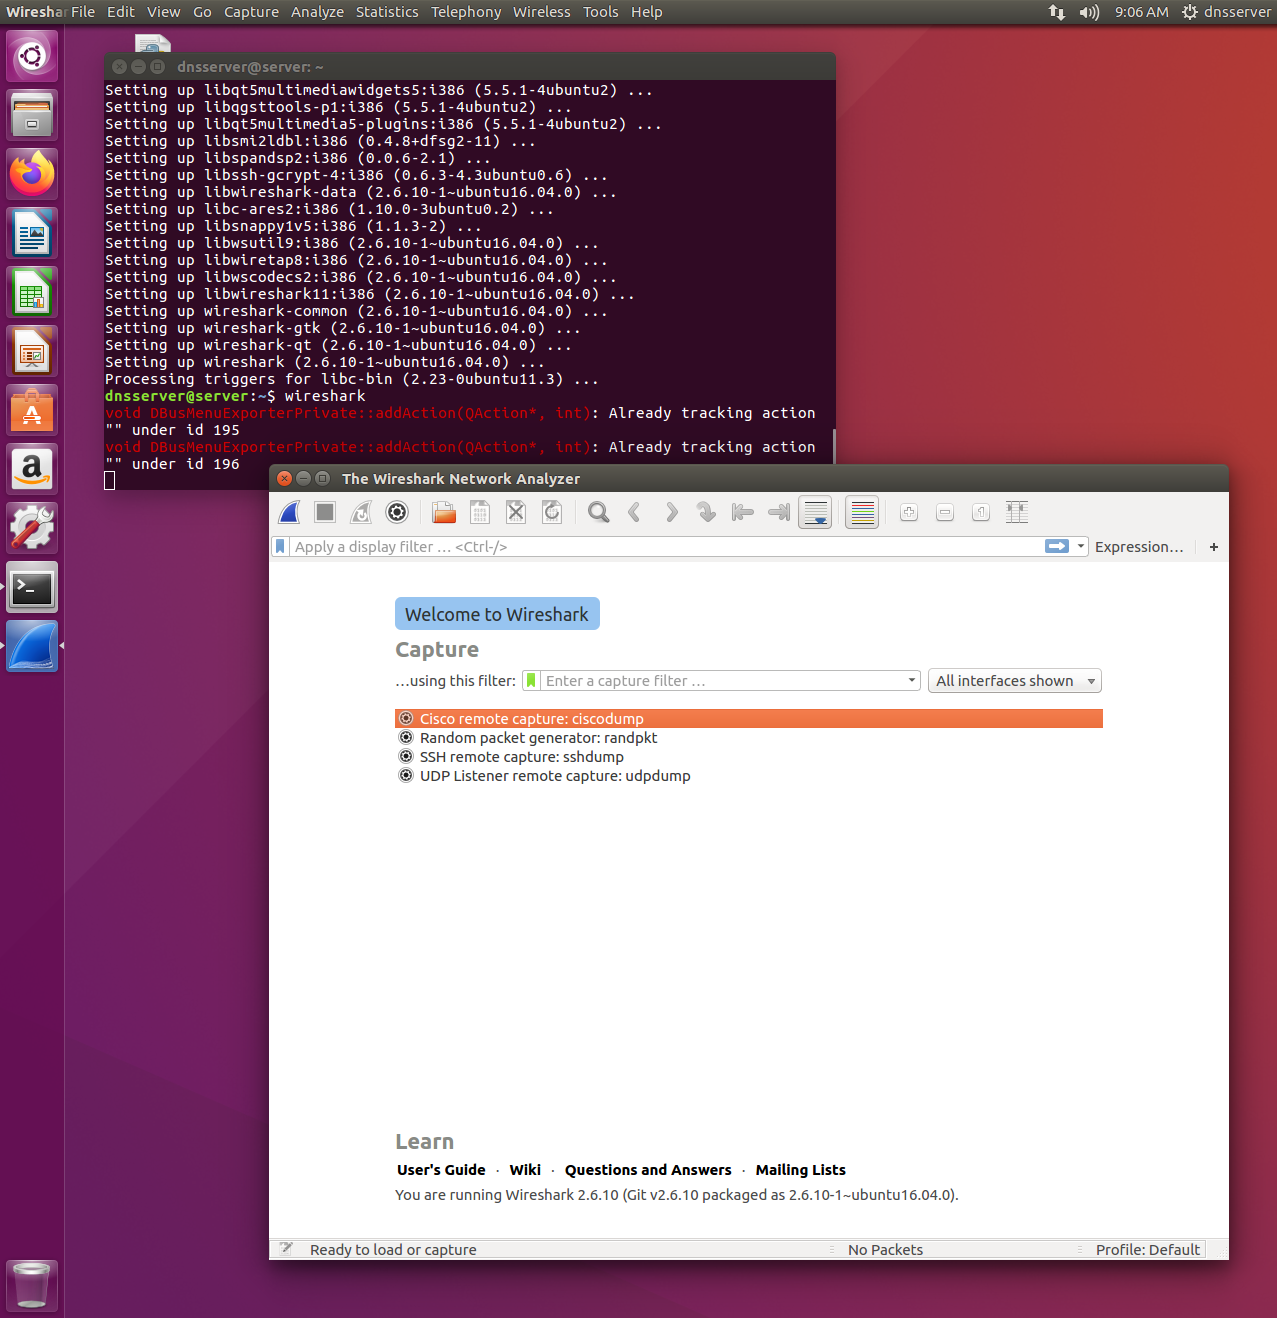 Wireshar File Edit View Go Capture Analyze Statistics Telephony Wireless Tools Help 9:06 AM dnsserver
dnsserver@server: ~
Setting up libqt5multimediawidgets5:i386 (5.5.1-4ubuntu2) ...
Setting up libqgsttools-p1:i386 (5.5.1-4ubuntu2) ...
Setting up libqt5multimedia5-plugins:i386 (5.5.1-4ubuntu2) ...
Setting up libsmi2ldbl:i386 (0.4.8+dfsg2-11) ...
Setting up libspandsp2:i386 (0.0.6-2.1) ...
Setting up libssh-gcrypt-4:i386 (0.6.3-4.3ubuntu0.6) ...
Setting up libwireshark-data (2.6.10-1~ubuntu16.04.0) ...
Setting up libc-ares2:i386 (1.10.0-3ubuntu0.2) ...
Setting up libsnappy1v5:i386 (1.1.3-2) ...
Setting up libwsutil9:i386 (2.6.10-1~ubuntu16.04.0) ...
Setting up libwiretap8:i386 (2.6.10-1~ubuntu16.04.0) ...
Setting up libwscodecs2:i386 (2.6.10-1~ubuntu16.04.0) ...
Setting up libwireshark11:i386 (2.6.10-1~ubuntu16.04.0) ...
Setting up wireshark-common (2.6.10-1~ubuntu16.04.0) ...
Setting up wireshark-gtk (2.6.10-1~ubuntu16.04.0) ...
Setting up wireshark-qt (2.6.10-1~ubuntu16.04.0) ...
Setting up wireshark (2.6.10-1~ubuntu16.04.0) ...
Processing triggers for libc-bin (2.23-0ubuntu11.3) ...
dnsserver@server:~$ wireshark
void DBusMenuExporterPrivate::addAction(QAction*, int): Already tracking action
"" under id 195
void DBusMenuExporterPrivate::addAction(QAction*, int): Already tracking action
"" under id 196
The Wireshark Network Analyzer
Apply a display filter … <Ctrl-/> Expression… +
Welcome to Wireshark
Capture
…using this filter: Enter a capture filter … All interfaces shown
Cisco remote capture: ciscodump
Random packet generator: randpkt
SSH remote capture: sshdump
UDP Listener remote capture: udpdump
Learn
User's Guide · Wiki · Questions and Answers · Mailing Lists
You are running Wireshark 2.6.10 (Git v2.6.10 packaged as 2.6.10-1~ubuntu16.04.0).
Ready to load or capture No Packets Profile: Default